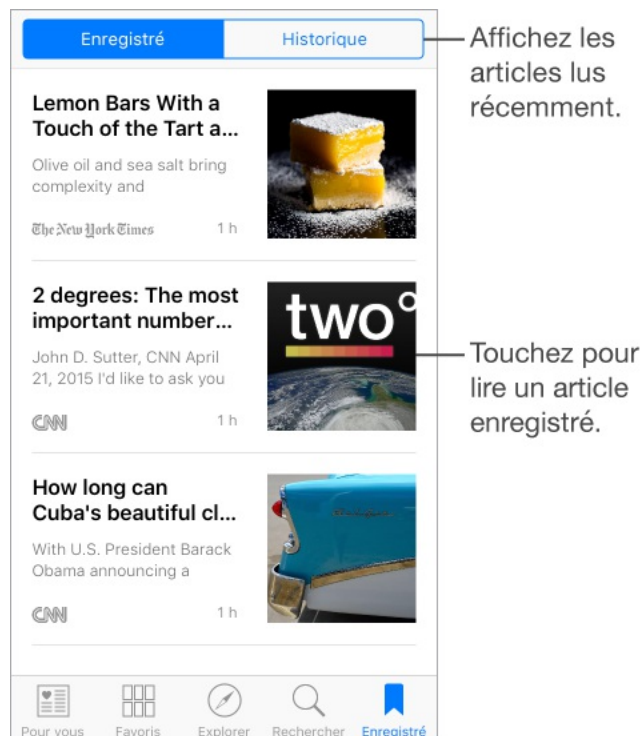 Enregistré
Historique
Affichez les
articles lus
récemment.
Lemon Bars With a
Touch of the Tart a...
Olive oil and sea salt bring
complexity and
The New York Times
1 h
2 degrees: The most
important number...
John D. Sutter, CNN April
21, 2015 I'd like to ask you
CNN
1 h
two°
Touchez pour
lire un article
enregistré.
How long can
Cuba's beautiful cl...
With U.S. President Barack
Obama announcing a
CNN
1 h
Pour vous
Favoris
Explorer
Rechercher
Enregistré